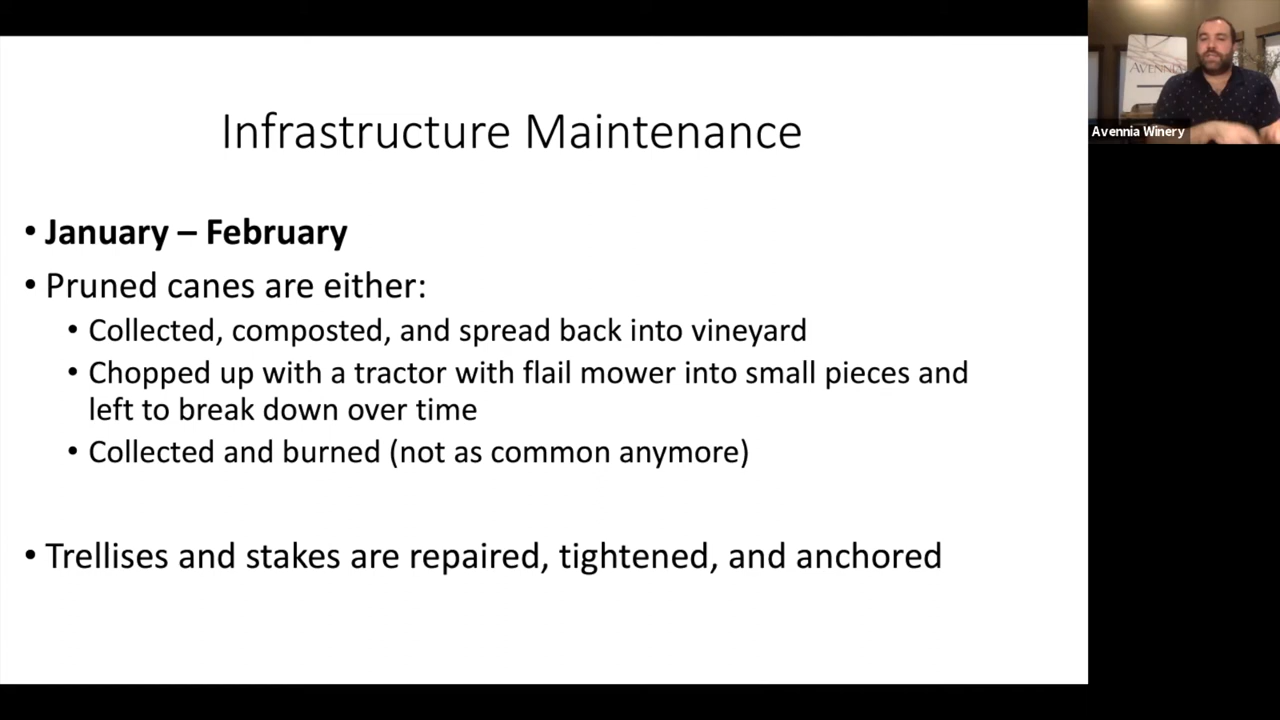 Infrastructure Maintenance
• January – February
• Pruned canes are either:
• Collected, composted, and spread back into vineyard
• Chopped up with a tractor with flail mower into small pieces and
left to break down over time
• Collected and burned (not as common anymore)
• Trellises and stakes are repaired, tightened, and anchored
AVENNIA
Avennia Winery